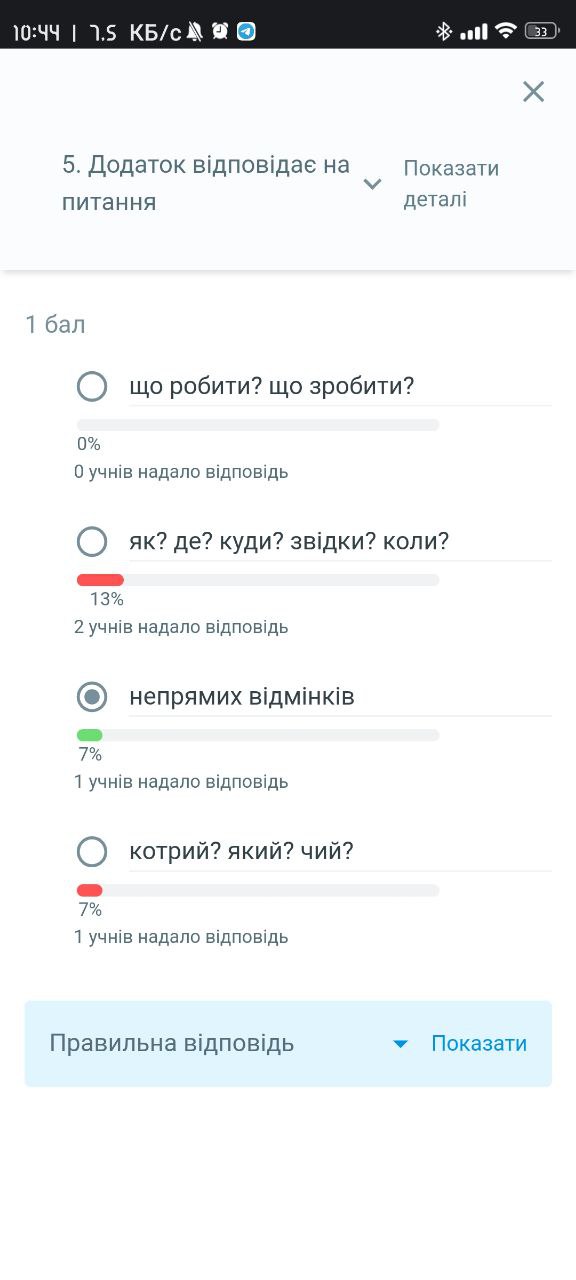 10:44 | 7.5 КБ/с
33
5. Додаток відповідає на
питання
Показати
деталі
1 бал
що робити? що зробити?
0%
0 учнів надало відповідь
як? де? куди? звідки? коли?
13%
2 учнів надало відповідь
непрямих відмінків
7%
1 учнів надало відповідь
котрий? який? чий?
7%
1 учнів надало відповідь
Правильна відповідь
Показати